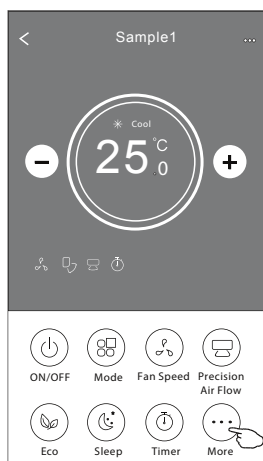 Sample1
Cool
25.0 °C
ON/OFF
Mode
Fan Speed
Precision
Air Flow
Eco
Sleep
Timer
More